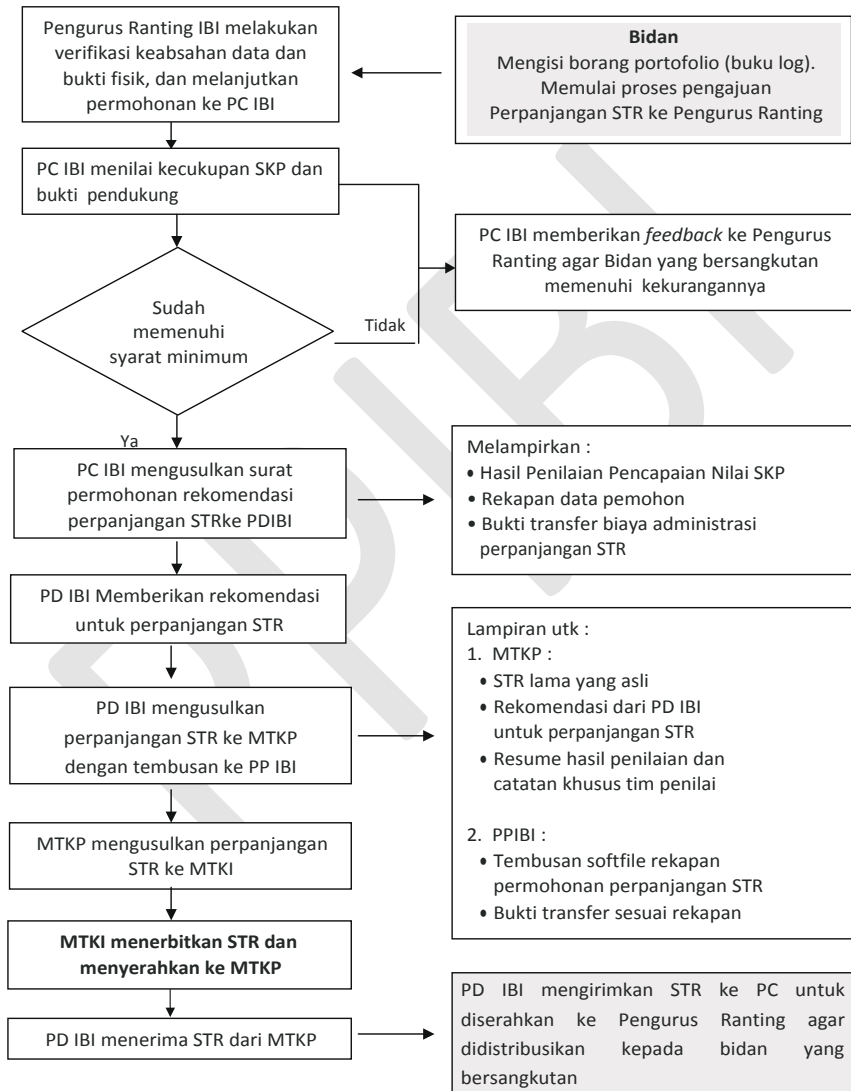 Bidan
Mengisi borang portofolio (buku log).
Memulai proses pengajuan
Perpanjangan STR ke Pengurus Ranting
Pengurus Ranting IBI melakukan
verifikasi keabsahan data dan
bukti fisik, dan melanjutkan
permohonan ke PC IBI
PC IBI menilai kecukupan SKP dan
bukti pendukung
PC IBI memberikan feedback ke Pengurus
Ranting agar Bidan yang bersangkutan
memenuhi kekurangannya
Sudah
memenuhi
syarat minimum
Tidak
Ya
PC IBI mengusulkan surat
permohonan rekomendasi
perpanjangan STRke PDIBI
Melampirkan :
• Hasil Penilaian Pencapaian Nilai SKP
• Rekapan data pemohon
• Bukti transfer biaya administrasi
perpanjangan STR
PD IBI Memberikan rekomendasi
untuk perpanjangan STR
PD IBI mengusulkan
perpanjangan STR ke MTKP
dengan tembusan ke PP IBI
Lampiran utk :
1. MTKP :
• STR lama yang asli
• Rekomendasi dari PD IBI
untuk perpanjangan STR
• Resume hasil penilaian dan
catatan khusus tim penilai
2. PPIBI :
• Tembusan softfile rekapan
permohonan perpanjangan STR
• Bukti transfer sesuai rekapan
MTKP mengusulkan perpanjangan
STR ke MTKI
MTKI menerbitkan STR dan
menyerahkan ke MTKP
PD IBI menerima STR dari MTKP
PD IBI mengirimkan STR ke PC untuk
diserahkan ke Pengurus Ranting agar
didistribusikan kepada bidan yang
bersangkutan
PPIBI